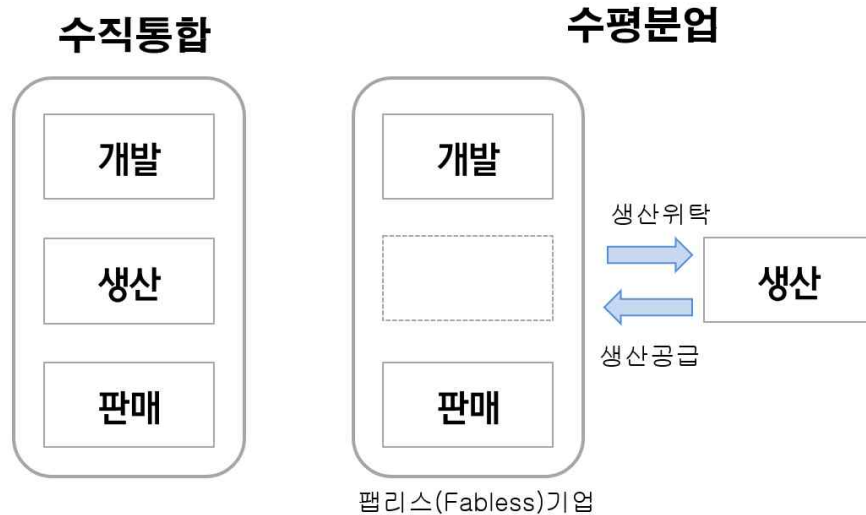 수직통합
개발
생산
판매
수평분업
개발
판매
팹리스(Fabless)기업
생산위탁
생산공급
생산